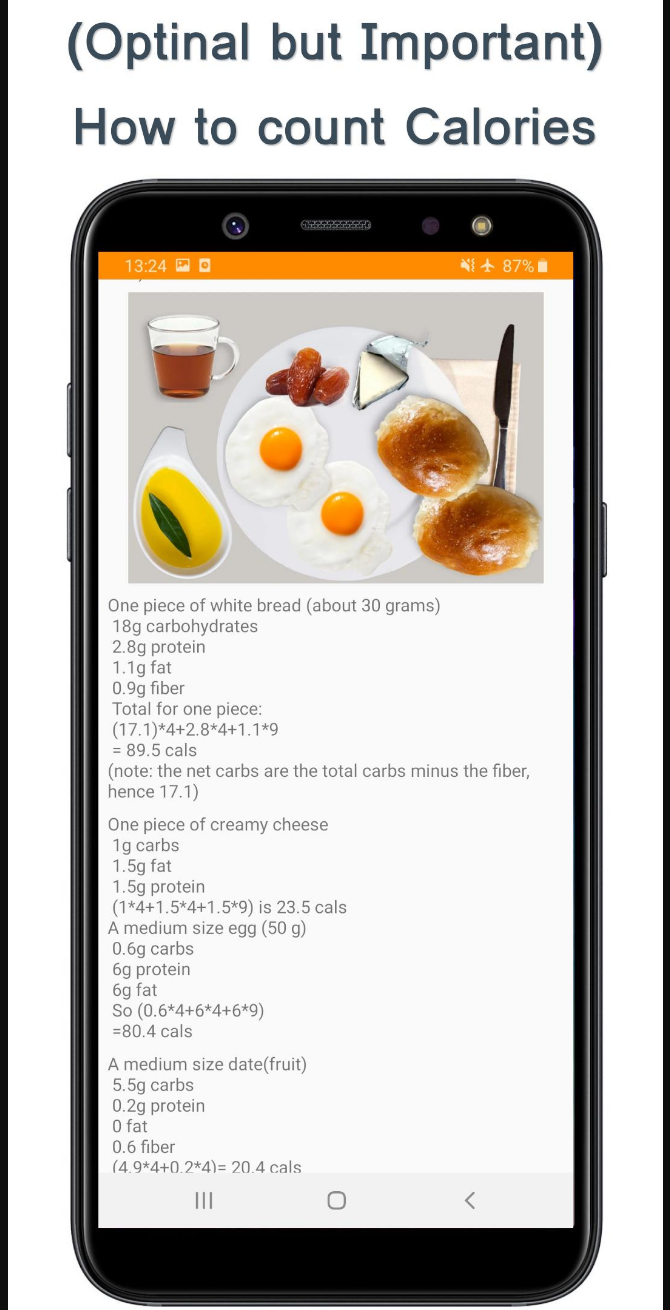 (Optinal but Important)
How to count Calories
13:24
87%
One piece of white bread (about 30 grams)
18g carbohydrates
2.8g protein
1.1g fat
0.9g fiber
Total for one piece:
(17.1)*4+2.8*4+1.1*9
= 89.5 cals
(note: the net carbs are the total carbs minus the fiber,
hence 17.1)
One piece of creamy cheese
1g carbs
1.5g fat
1.5g protein
(1*4+1.5*4+1.5*9) is 23.5 cals
A medium size egg (50 g)
0.6g carbs
6g protein
6g fat
So (0.6*4+6*4+6*9)
=80.4 cals
A medium size date(fruit)
5.5g carbs
0.2g protein
0 fat
0.6 fiber
(4.9*4+0.2*4)= 20.4 cals